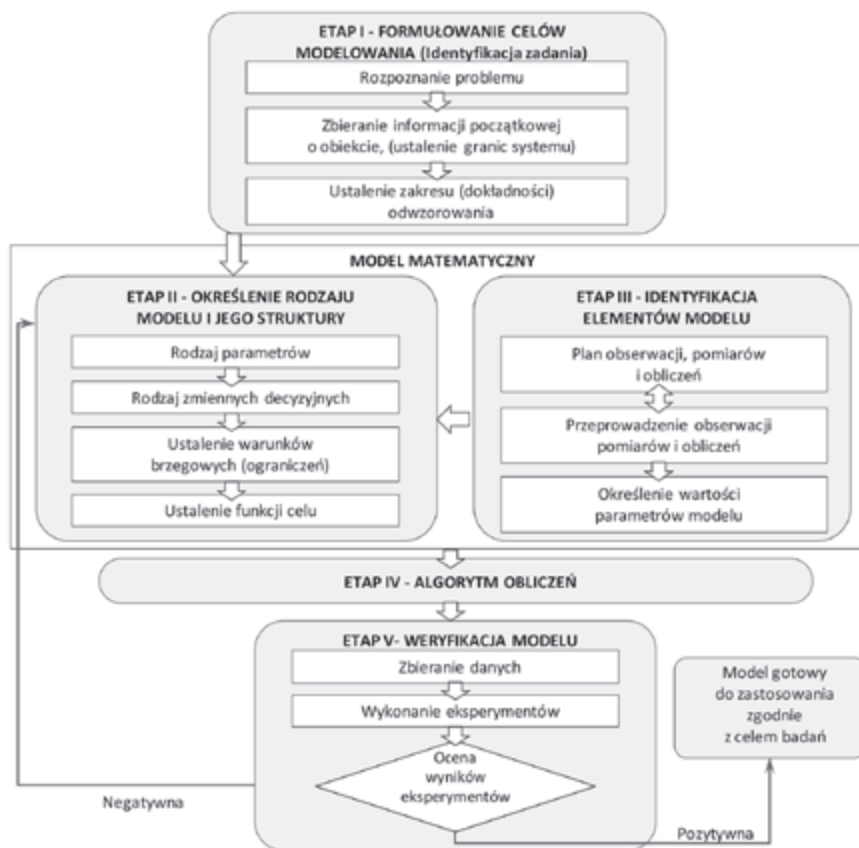 ETAP I - FORMUŁOWANIE CELÓW
MODELOWANIA (Identyfikacja zadania)
Rozpoznanie problemu
Zbieranie informacji początkowej
o obiekcie, (ustalenie granic systemu)
Ustalenie zakresu (dokładności)
odwzorowania
MODEL MATEMATYCZNY
ETAP II - OKREŚLENIE RODZAJU
MODELU I JEGO STRUKTURY
Rodzaj parametrów
Rodzaj zmiennych decyzyjnych
Ustalenie warunków
brzegowych (ograniczeń)
Ustalenie funkcji celu
ETAP III - IDENTYFIKACJA
ELEMENTÓW MODELU
Plan obserwacji, pomiarów
i obliczeń
Przeprowadzenie obserwacji
pomiarów i obliczeń
Określenie wartości
parametrów modelu
ETAP IV - ALGORYTM OBLICZEŃ
ETAP V- WERYFIKACJA MODELU
Zbieranie danych
Wykonanie eksperymentów
Ocena
wyników
eksperymentów
Negatywna
Pozytywna
Model gotowy
do zastosowania
zgodnie
z celem badań